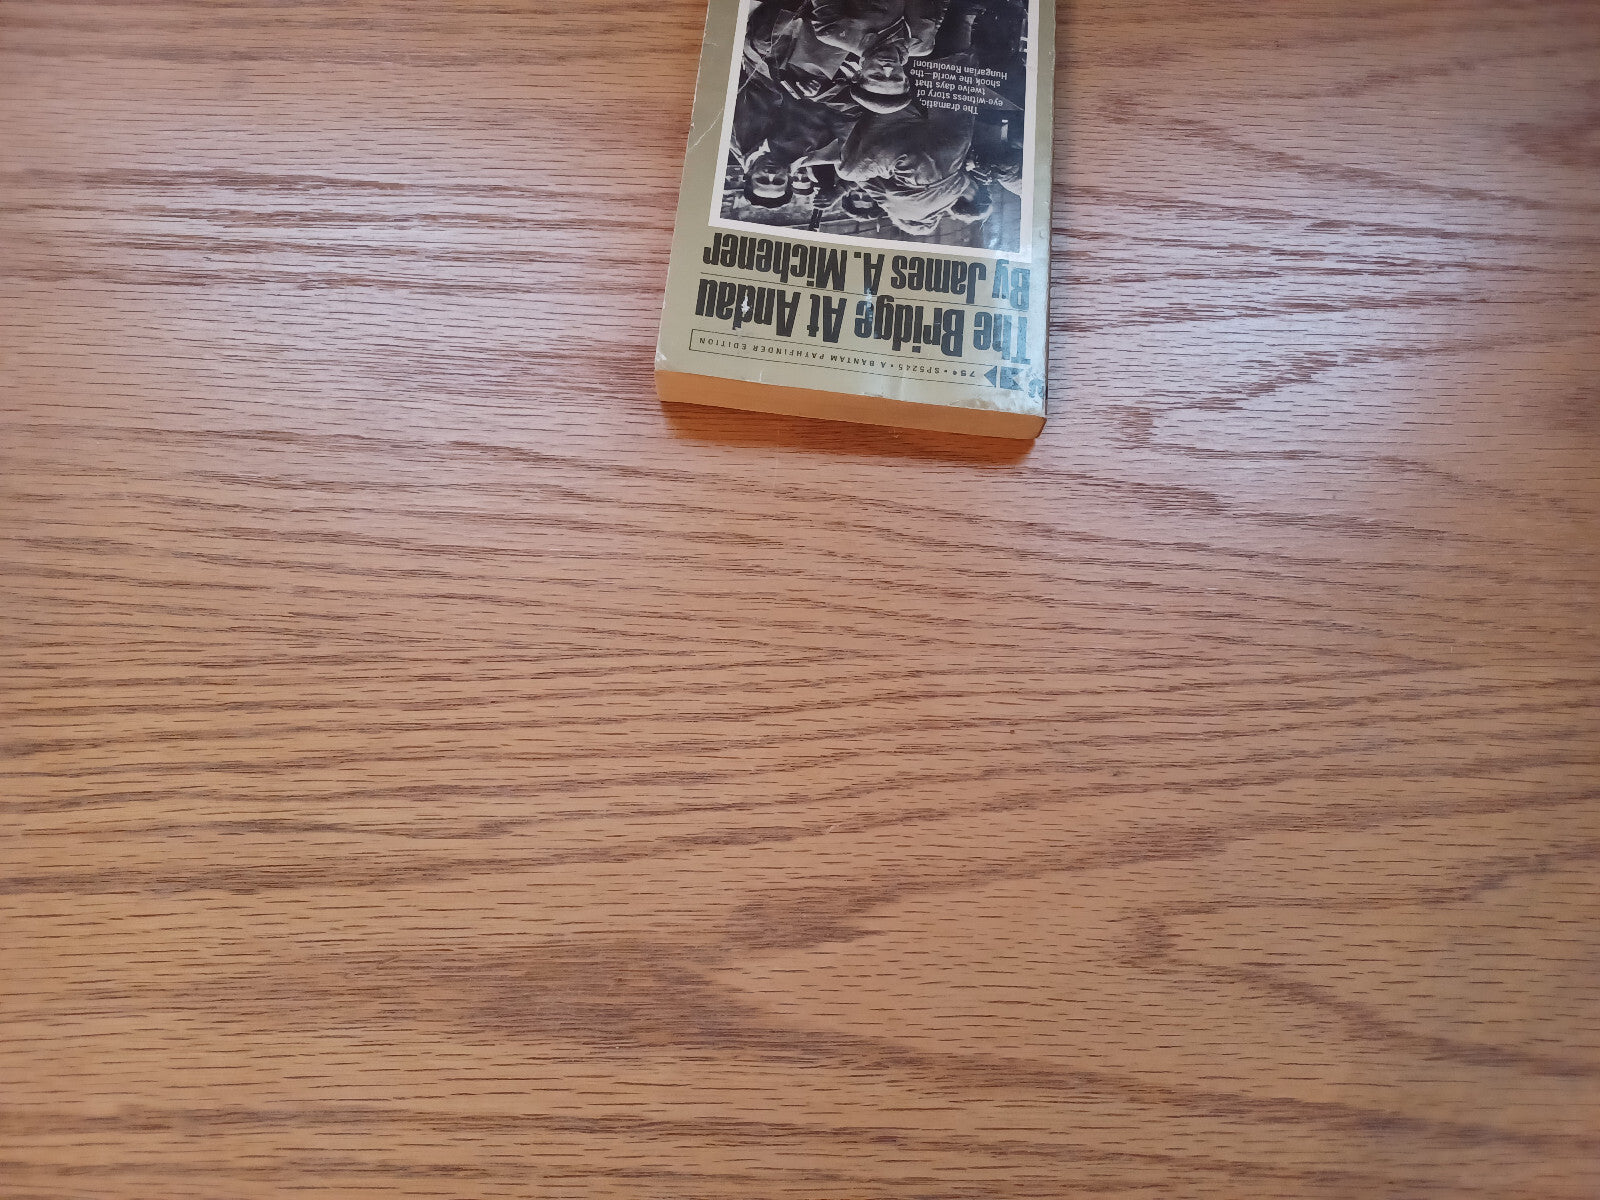 75¢ • SP5245 • A BANTAM PATHFINDER EDITION
The Bridge At Andau
By James A. Michener
The dramatic,
eye-witness story of
twelve days that
shook the world—the
Hungarian Revolution!